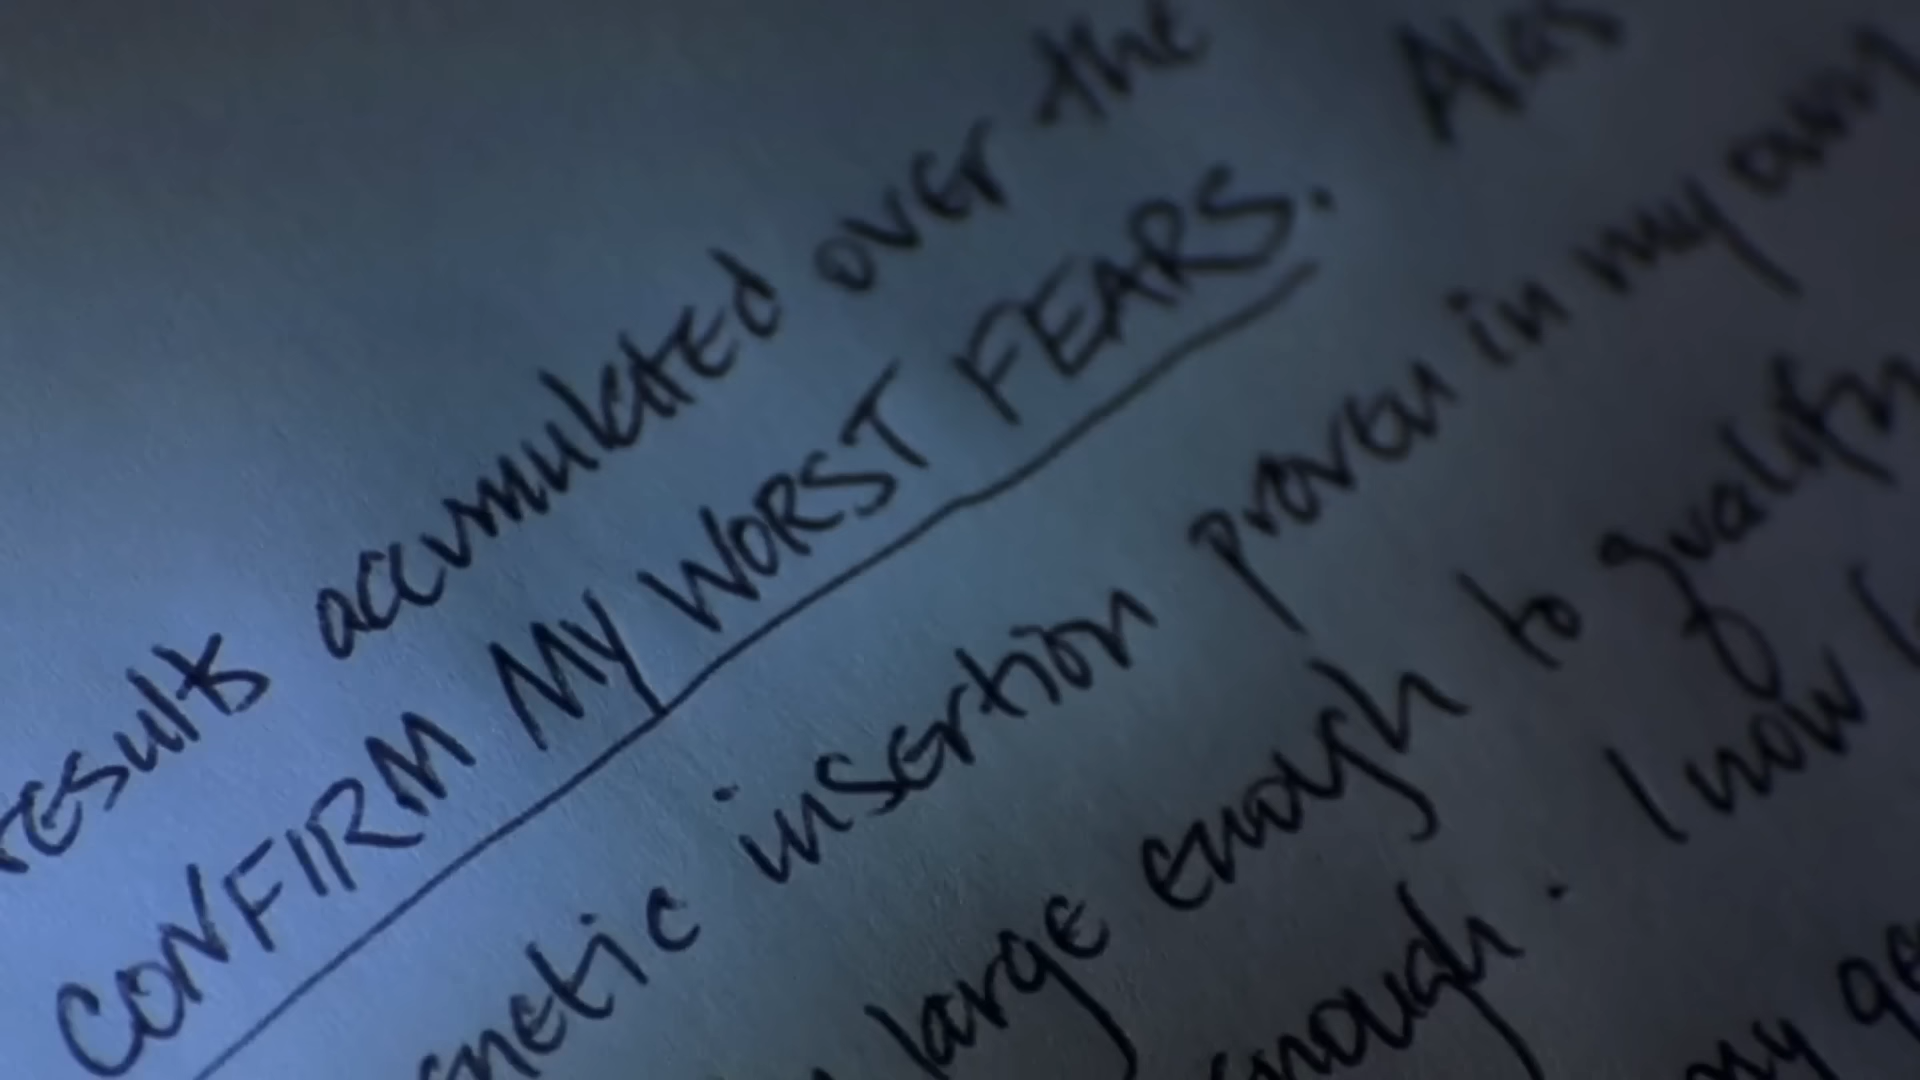 results accumulated over the
CONFIRM MY WORST FEARS. Alas
insertion proven in my own
large enough to qualify
enough. I now
my